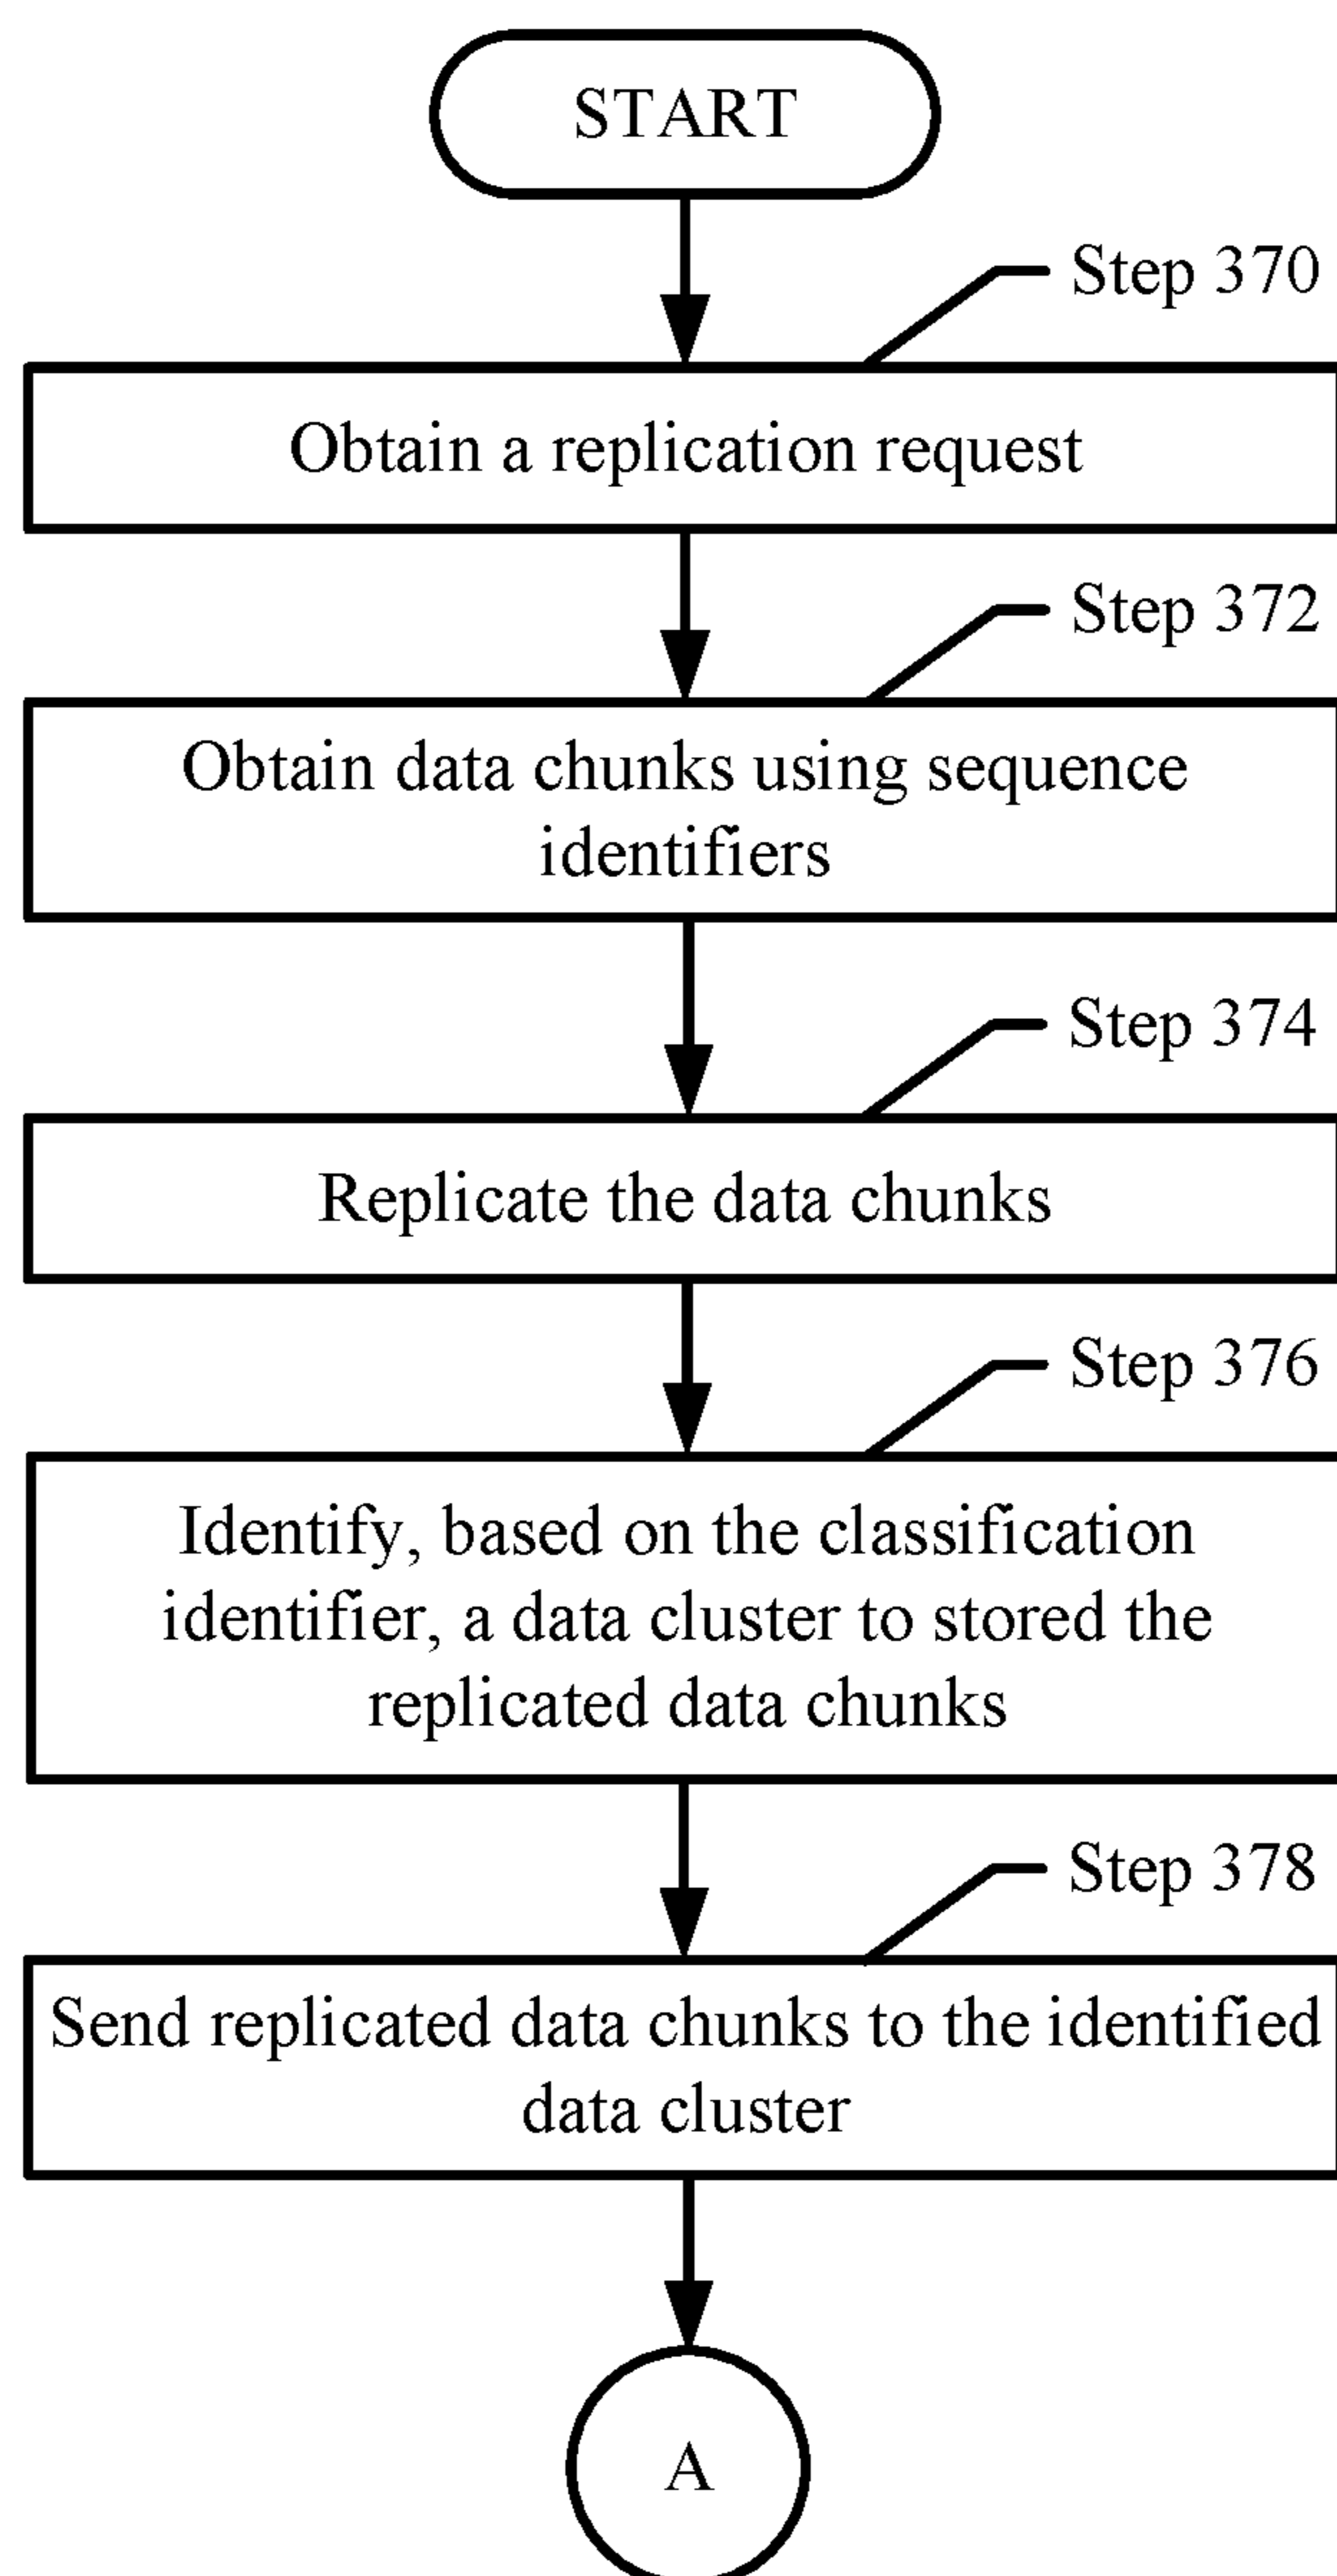 START
Step 370
Obtain a replication request
Step 372
Obtain data chunks using sequence
identifiers
Step 374
Replicate the data chunks
Step 376
Identify, based on the classification
identifier, a data cluster to stored the
replicated data chunks
Step 378
Send replicated data chunks to the identified
data cluster
A